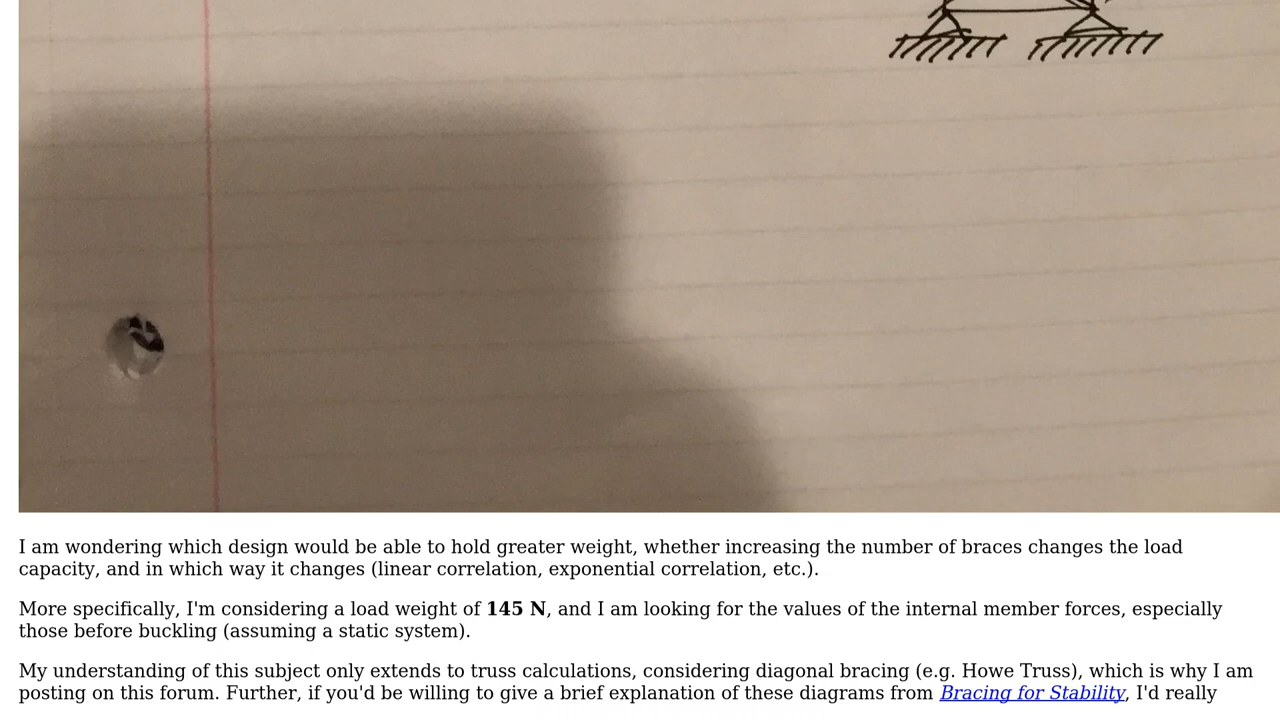 I am wondering which design would be able to hold greater weight, whether increasing the number of braces changes the load
capacity, and in which way it changes (linear correlation, exponential correlation, etc.).
More specifically, I'm considering a load weight of 145 N, and I am looking for the values of the internal member forces, especially
those before buckling (assuming a static system).
My understanding of this subject only extends to truss calculations, considering diagonal bracing (e.g. Howe Truss), which is why I am
posting on this forum. Further, if you'd be willing to give a brief explanation of these diagrams from Bracing for Stability, I'd really